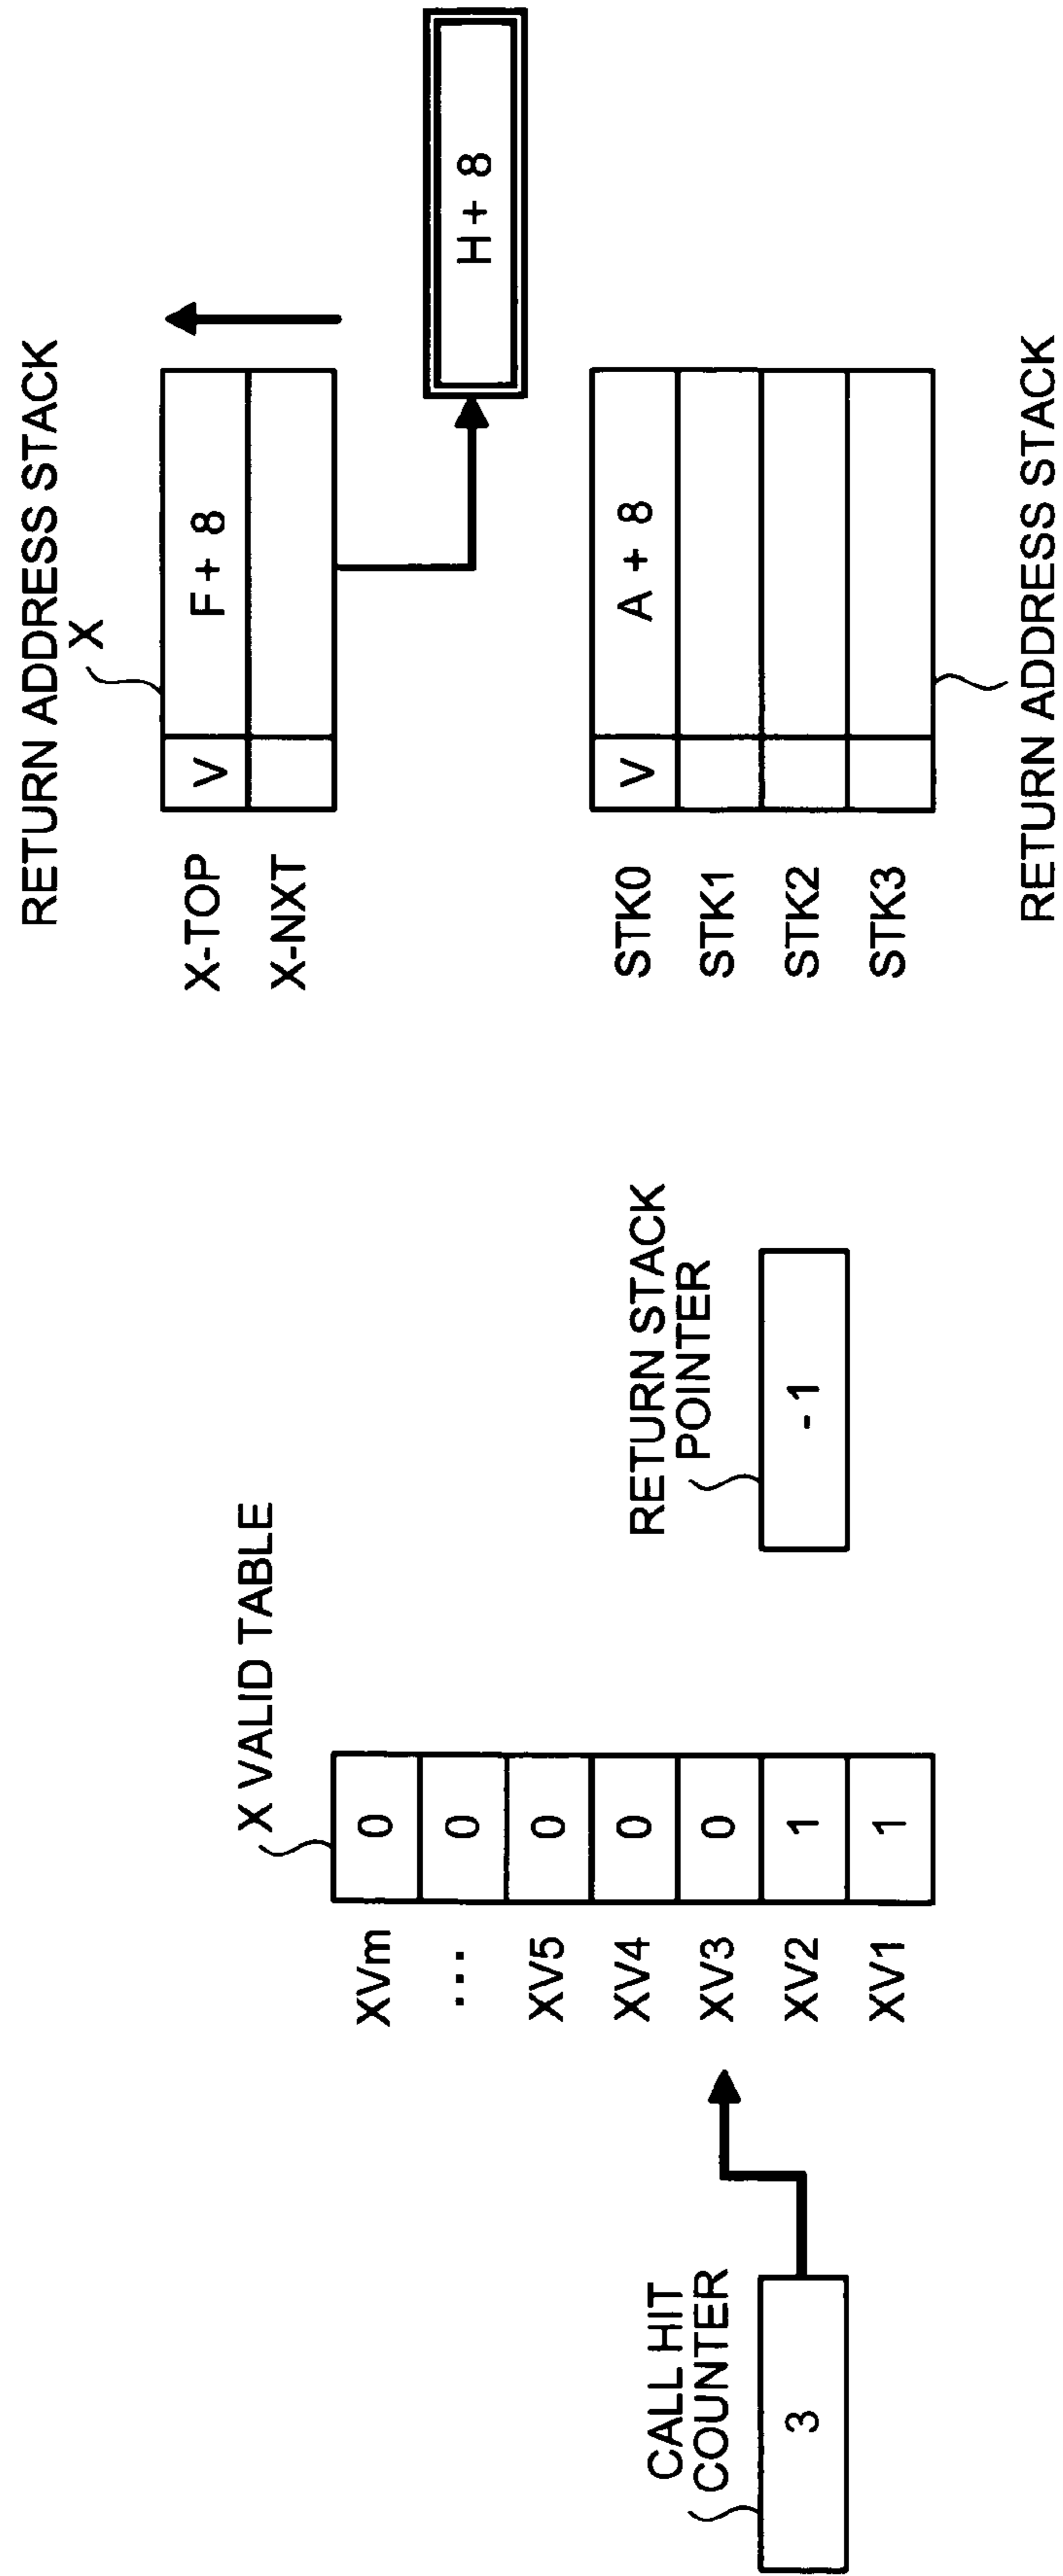 RETURN ADDRESS STACK
X
X-TOP V F + 8
X-NXT
H + 8
X VALID TABLE
XVm 0
... 0
XV5 0
XV4 0
XV3 0
XV2 1
XV1 1
CALL HIT
COUNTER
3
RETURN STACK
POINTER
- 1
STK0 V A + 8
STK1
STK2
STK3
RETURN ADDRESS STACK